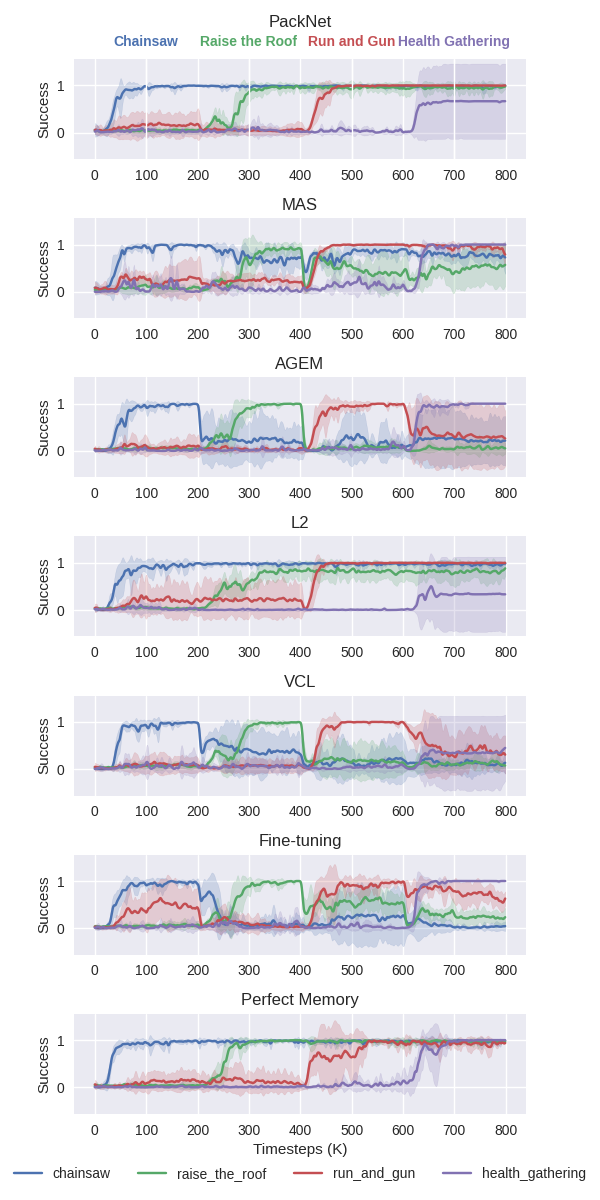 PackNet
Chainsaw Raise the Roof Run and Gun Health Gathering
Success
1
0
0 100 200 300 400 500 600 700 800
MAS
Success
1
0
0 100 200 300 400 500 600 700 800
AGEM
Success
1
0
0 100 200 300 400 500 600 700 800
L2
Success
1
0
0 100 200 300 400 500 600 700 800
VCL
Success
1
0
0 100 200 300 400 500 600 700 800
Fine-tuning
Success
1
0
0 100 200 300 400 500 600 700 800
Perfect Memory
Success
1
0
0 100 200 300 400 500 600 700 800
Timesteps (K)
chainsaw raise_the_roof run_and_gun health_gathering